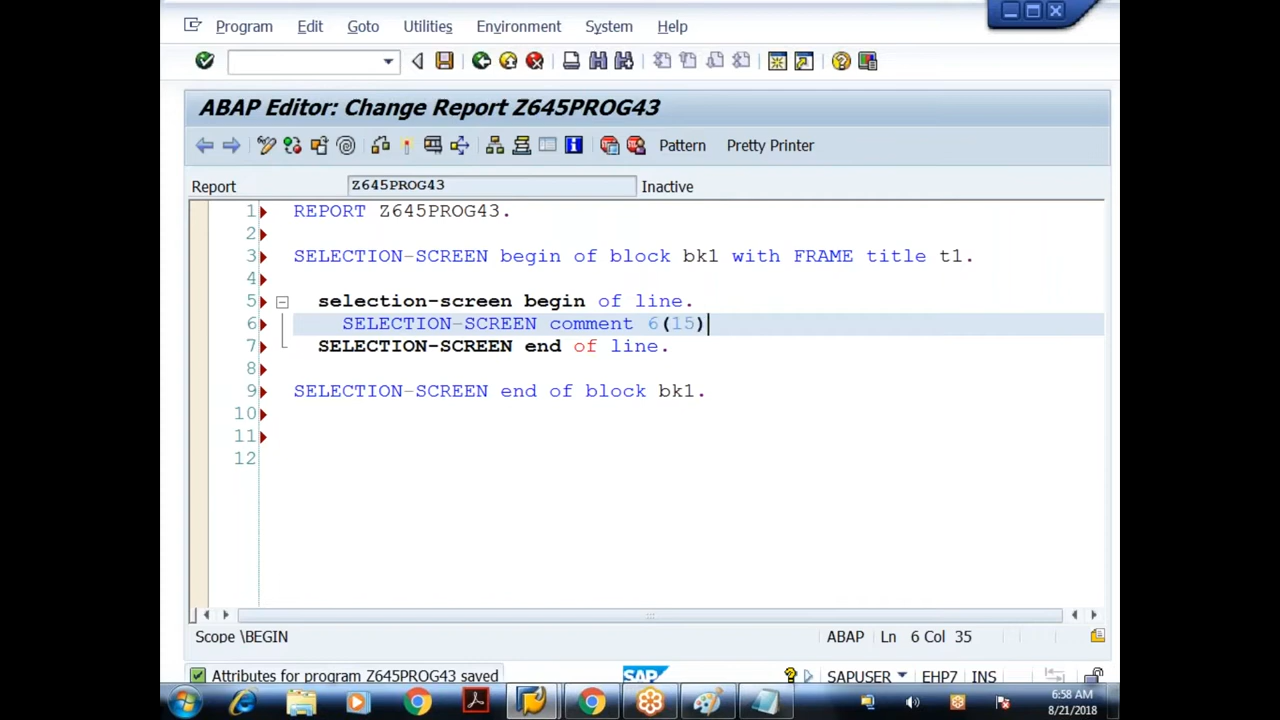 Program Edit Goto Utilities Environment System Help
ABAP Editor: Change Report Z645PROG43
Pattern Pretty Printer
Report Z645PROG43 Inactive
1 REPORT Z645PROG43.
2
3 SELECTION-SCREEN begin of block bk1 with FRAME title t1.
4
5 selection-screen begin of line.
6 SELECTION-SCREEN comment 6(15)
7 SELECTION-SCREEN end of line.
8
9 SELECTION-SCREEN end of block bk1.
10
11
12
Scope \BEGIN ABAP Ln 6 Col 35
Attributes for program Z645PROG43 saved SAP SAPUSER EHP7 INS
6:58 AM
8/21/2018